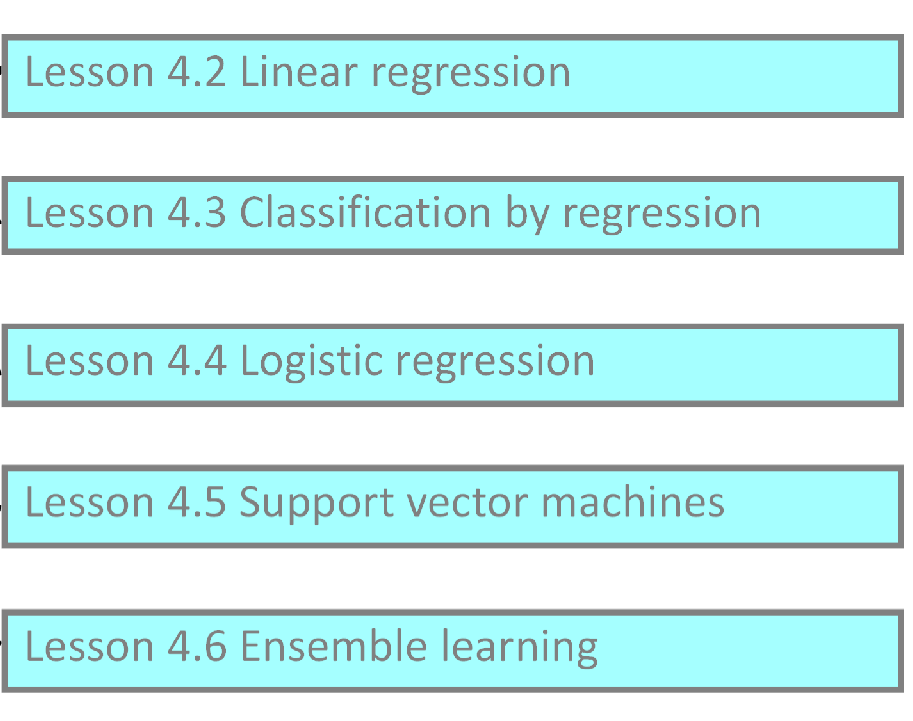 Lesson 4.2 Linear regression
Lesson 4.3 Classification by regression
Lesson 4.4 Logistic regression
Lesson 4.5 Support vector machines
Lesson 4.6 Ensemble learning